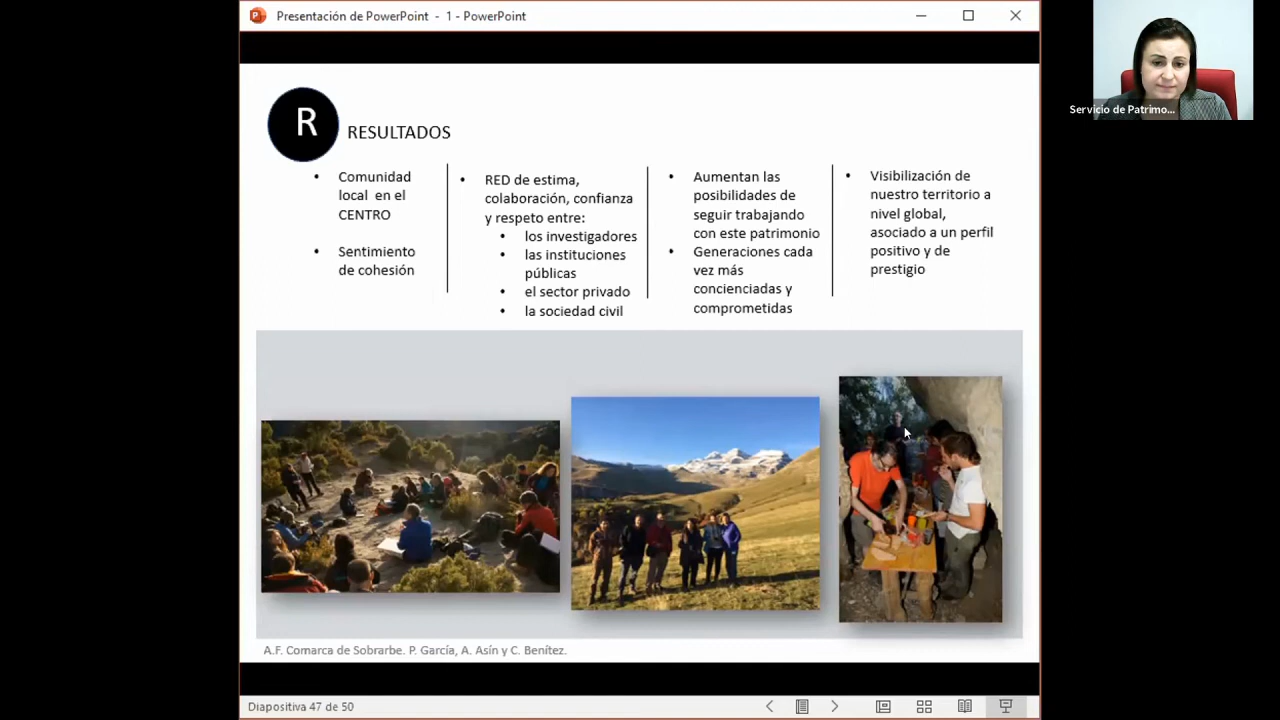 Presentación de PowerPoint - 1 - PowerPoint
Servicio de Patrimo...
R
RESULTADOS
• Comunidad
local en el
CENTRO
• Sentimiento
de cohesión
• RED de estima,
colaboración, confianza
y respeto entre:
• los investigadores
• las instituciones
públicas
• el sector privado
• la sociedad civil
• Aumentan las
posibilidades de
seguir trabajando
con este patrimonio
• Generaciones cada
vez más
concienciadas y
comprometidas
• Visibilización de
nuestro territorio a
nivel global,
asociado a un perfil
positivo y de
prestigio
A.F. Comarca de Sobrarbe. P. García, A. Asín y C. Benítez.
Diapositiva 47 de 50